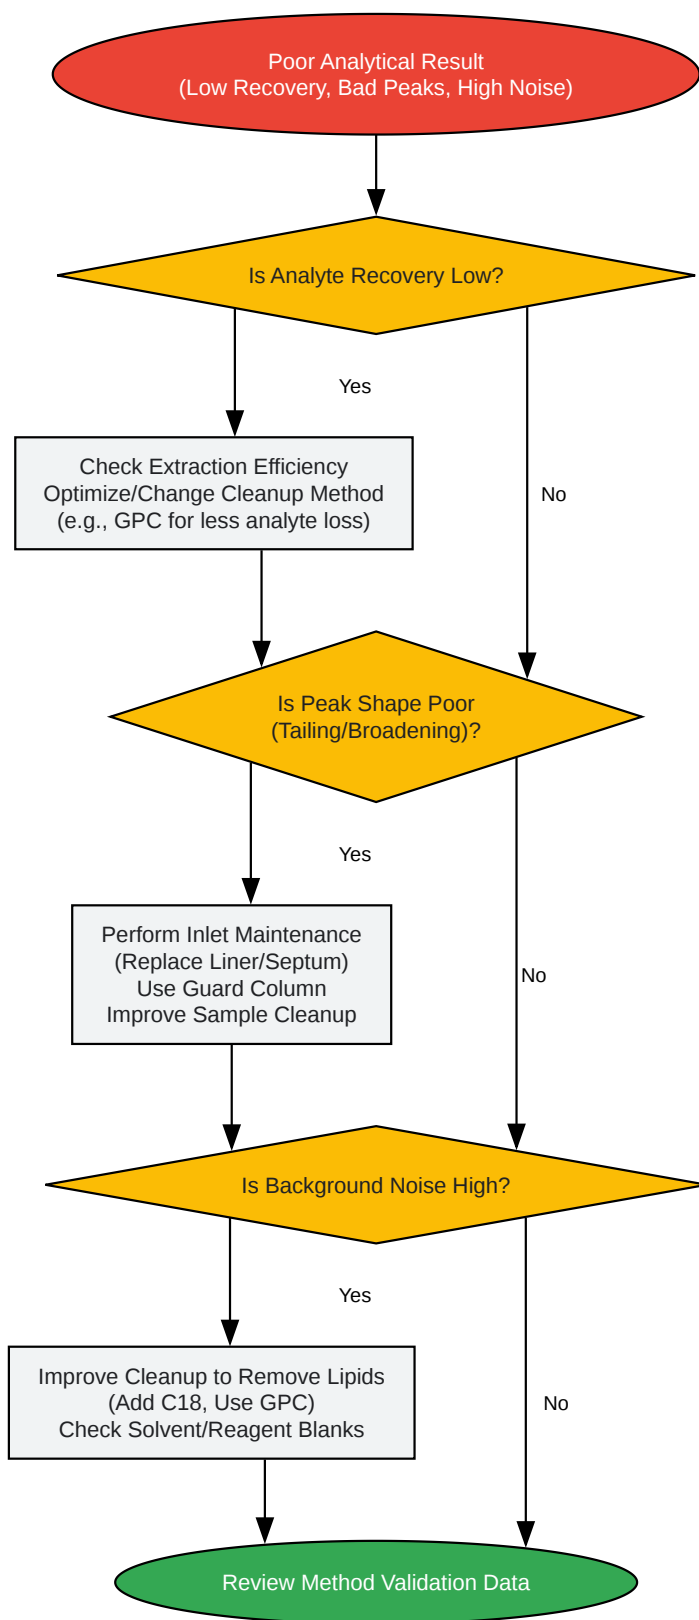 Poor Analytical Result
(Low Recovery, Bad Peaks, High Noise)
Is Analyte Recovery Low?
Yes
Check Extraction Efficiency
Optimize/Change Cleanup Method
(e.g., GPC for less analyte loss)
No
Is Peak Shape Poor
(Tailing/Broadening)?
Yes
Perform Inlet Maintenance
(Replace Liner/Septum)
Use Guard Column
Improve Sample Cleanup
No
Is Background Noise High?
Yes
Improve Cleanup to Remove Lipids
(Add C18, Use GPC)
Check Solvent/Reagent Blanks
No
Review Method Validation Data